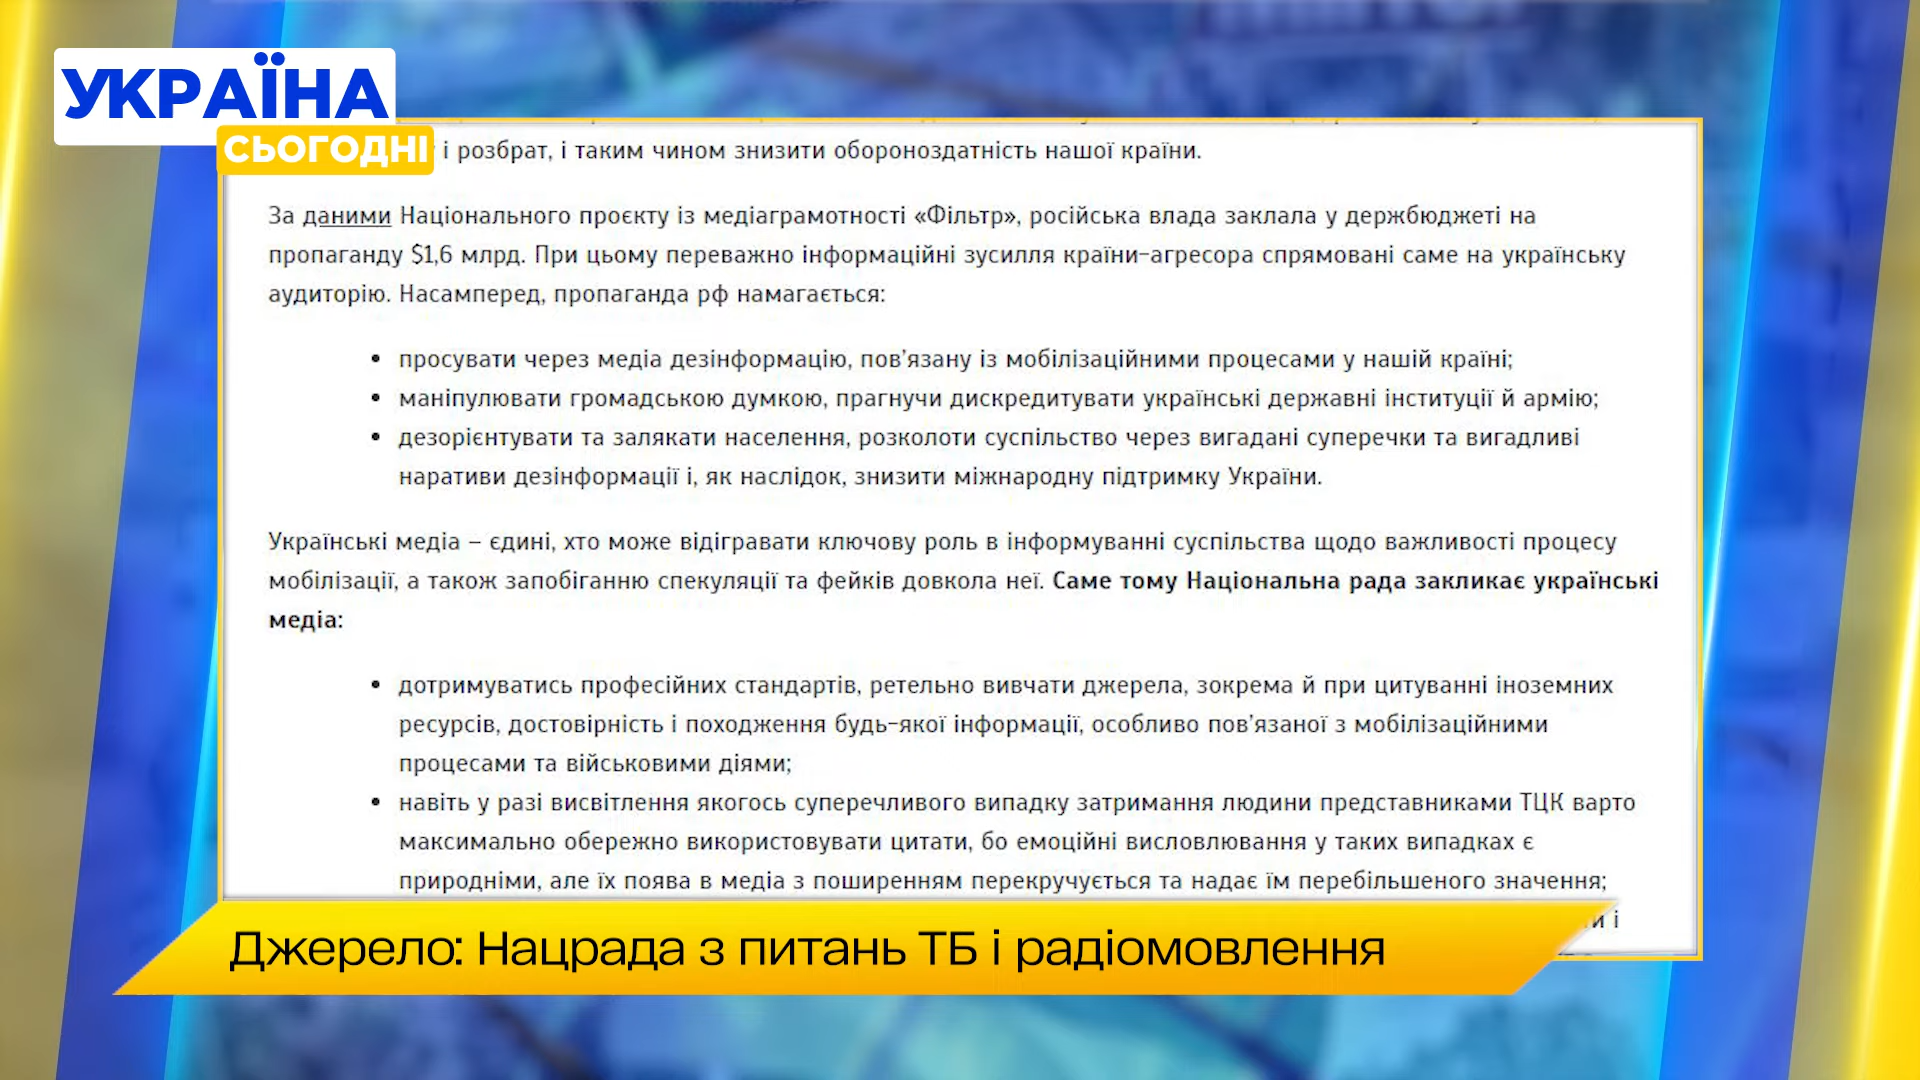 УКРАЇНА
СЬОГОДНІ
і розбрат, і таким чином знизити обороноздатність нашої країни.
За даними Національного проєкту із медіаграмотності «Фільтр», російська влада заклала у держбюджеті на
пропаганду $1,6 млрд. При цьому переважно інформаційні зусилля країни-агресора спрямовані саме на українську
аудиторію. Насамперед, пропаганда рф намагається:
• просувати через медіа дезінформацію, пов'язану із мобілізаційними процесами у нашій країні;
• маніпулювати громадською думкою, прагнучи дискредитувати українські державні інституції й армію;
• дезорієнтувати та залякати населення, розколоти суспільство через вигадані суперечки та вигадливі
наративи дезінформації і, як наслідок, знизити міжнародну підтримку України.
Українські медіа – єдині, хто може відігравати ключову роль в інформуванні суспільства щодо важливості процесу
мобілізації, а також запобіганню спекуляції та фейків довкола неї. Саме тому Національна рада закликає українські
медіа:
• дотримуватись професійних стандартів, ретельно вивчати джерела, зокрема й при цитуванні іноземних
ресурсів, достовірність і походження будь-якої інформації, особливо пов'язаної з мобілізаційними
процесами та військовими діями;
• навіть у разі висвітлення якогось суперечливого випадку затримання людини представниками ТЦК варто
максимально обережно використовувати цитати, бо емоційні висловлювання у таких випадках є
природніми, але їх поява в медіа з поширенням перекручується та надає їм перебільшеного значення;
і
Джерело: Нацрада з питань ТБ і радіомовлення